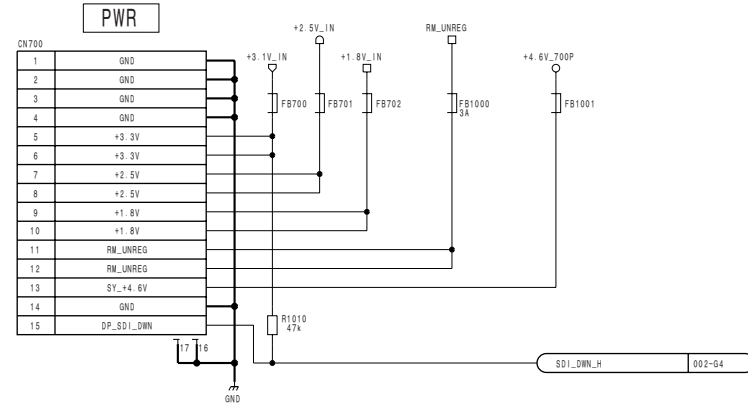 PWR
+2.5V_IN
RM_UNREG
CN700
+3.1V_IN
+1.8V_IN
+4.6V_700P
1 GND
2 GND
3 GND
4 GND
5 +3.3V
6 +3.3V
7 +2.5V
8 +2.5V
9 +1.8V
10 +1.8V
11 RM_UNREG
12 RM_UNREG
13 SY_+4.6V
14 GND
15 DP_SDI_DWN
FB700
FB701
FB702
FB1000
3A
FB1001
R1010
47k
17 16
SDI_DWN_H 002-G4
GND